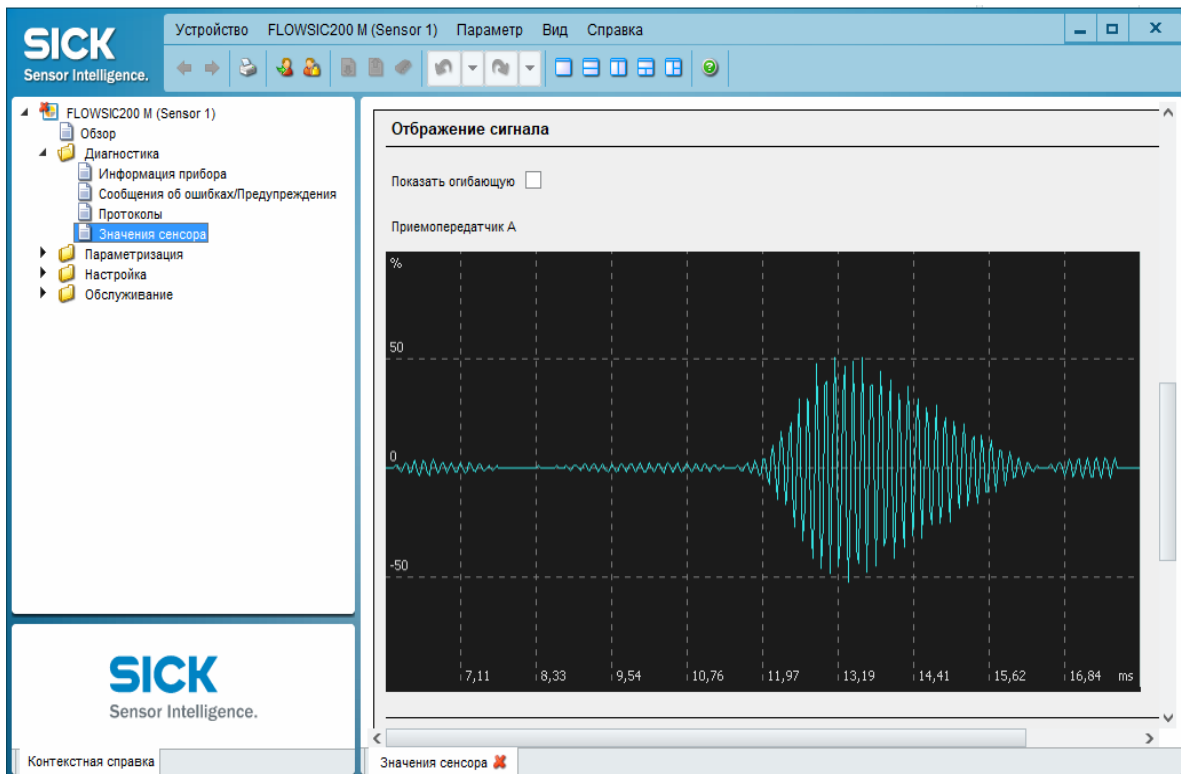 SICK
Sensor Intelligence.
Устройство FLOWSIC200 M (Sensor 1) Параметр Вид Справка
FLOWSIC200 M (Sensor 1)
Обзор
Диагностика
Информация прибора
Сообщения об ошибках/Предупреждения
Протоколы
Значения сенсора
Параметризация
Настройка
Обслуживание
SICK
Sensor Intelligence.
Контекстная справка
Отбражение сигнала
Показать огибающую
Приемопередатчик A
%
50
0
-50
7,11 8,33 9,54 10,76 11,97 13,19 14,41 15,62 16,84 ms
Значения сенсора